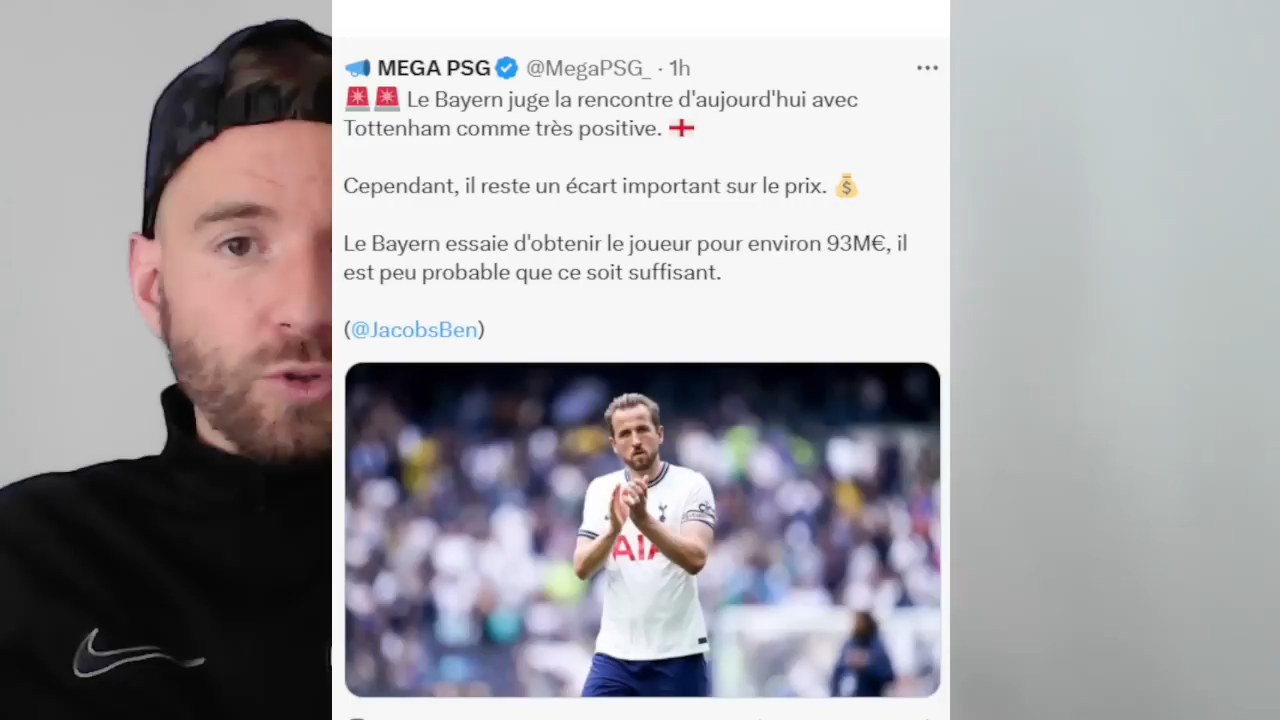 MEGA PSG @MegaPSG_ · 1h
Le Bayern juge la rencontre d'aujourd'hui avec
Tottenham comme très positive.
Cependant, il reste un écart important sur le prix.
Le Bayern essaie d'obtenir le joueur pour environ 93M€, il
est peu probable que ce soit suffisant.
(@JacobsBen)
AIA